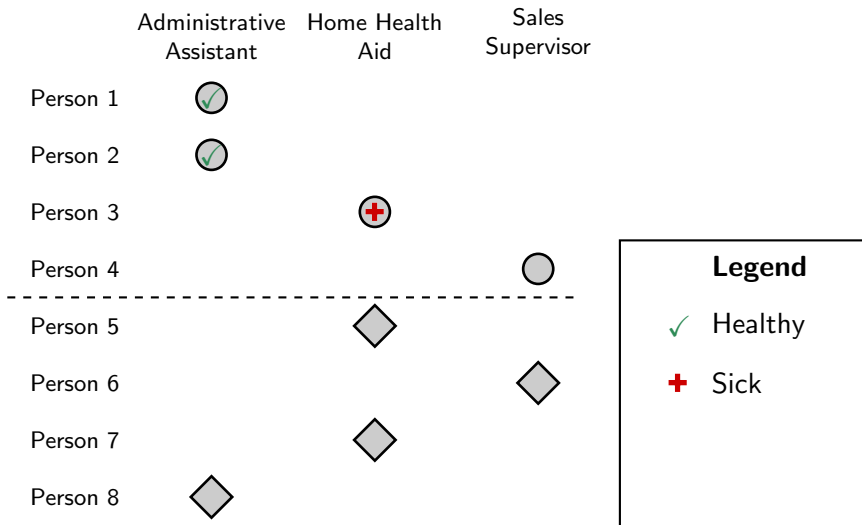 Administrative Assistant
Home Health Aid
Sales Supervisor
Person 1
Person 2
Person 3
Person 4
Person 5
Person 6
Person 7
Person 8
Legend
Healthy
Sick